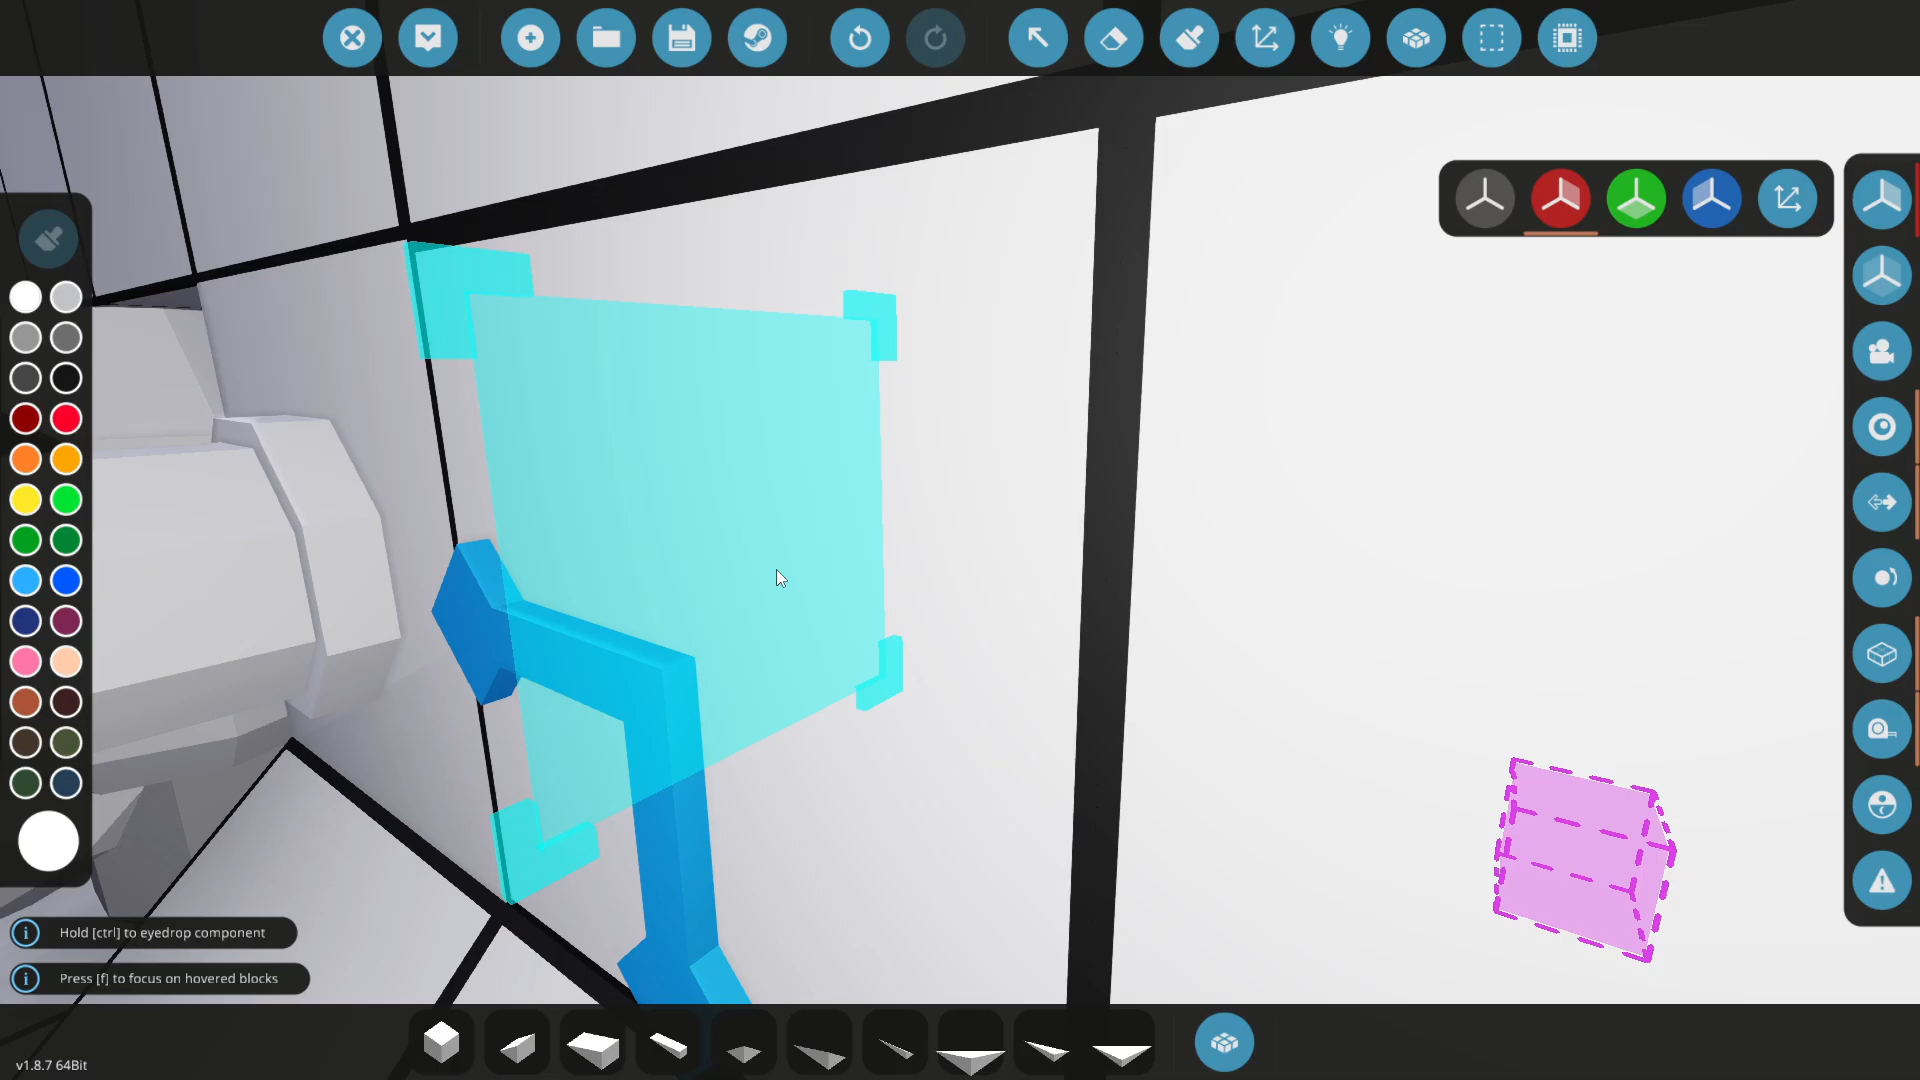 Hold [ctrl] to eyedrop component
Press [f] to focus on hovered blocks
v1.8.7 64Bit